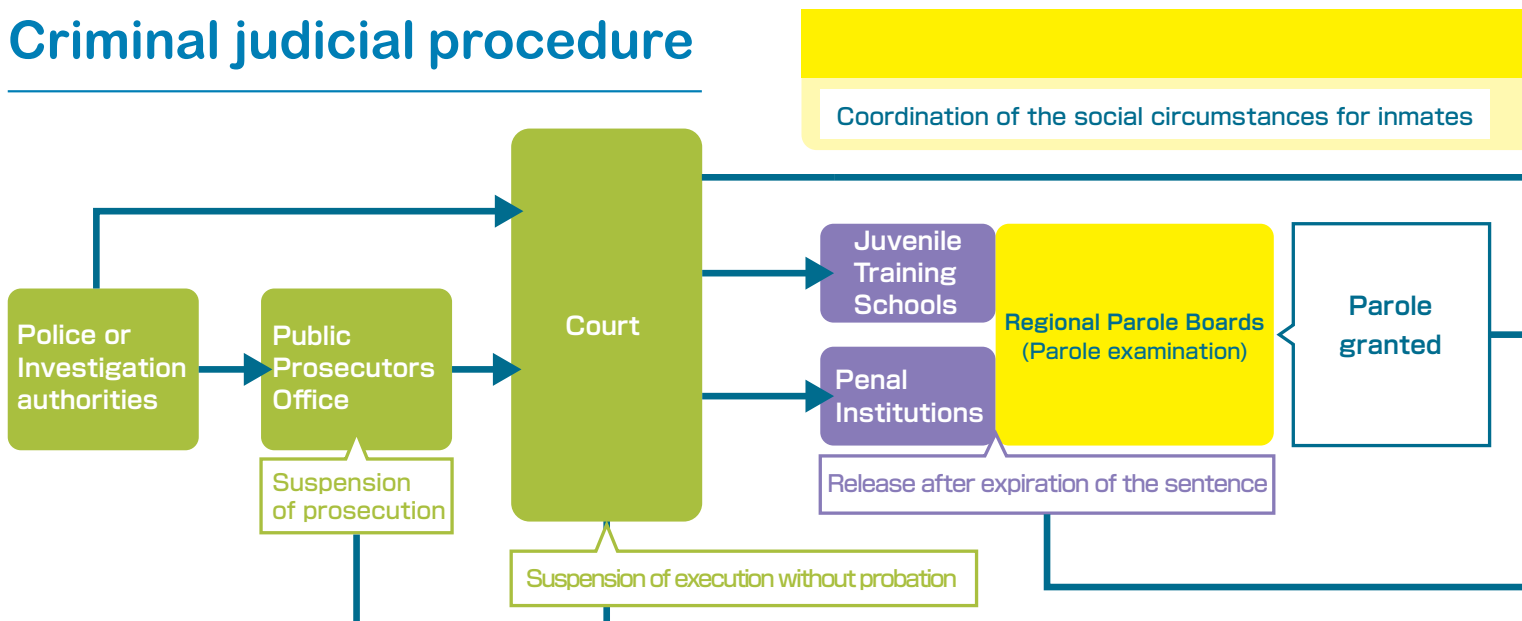 Criminal judicial procedure
Coordination of the social circumstances for inmates
Police or
Investigation
authorities
Public
Prosecutors
Office
Suspension
of prosecution
Court
Suspension of execution without probation
Juvenile
Training
Schools
Penal
Institutions
Regional Parole Boards
(Parole examination)
Release after expiration of the sentence
Parole
granted